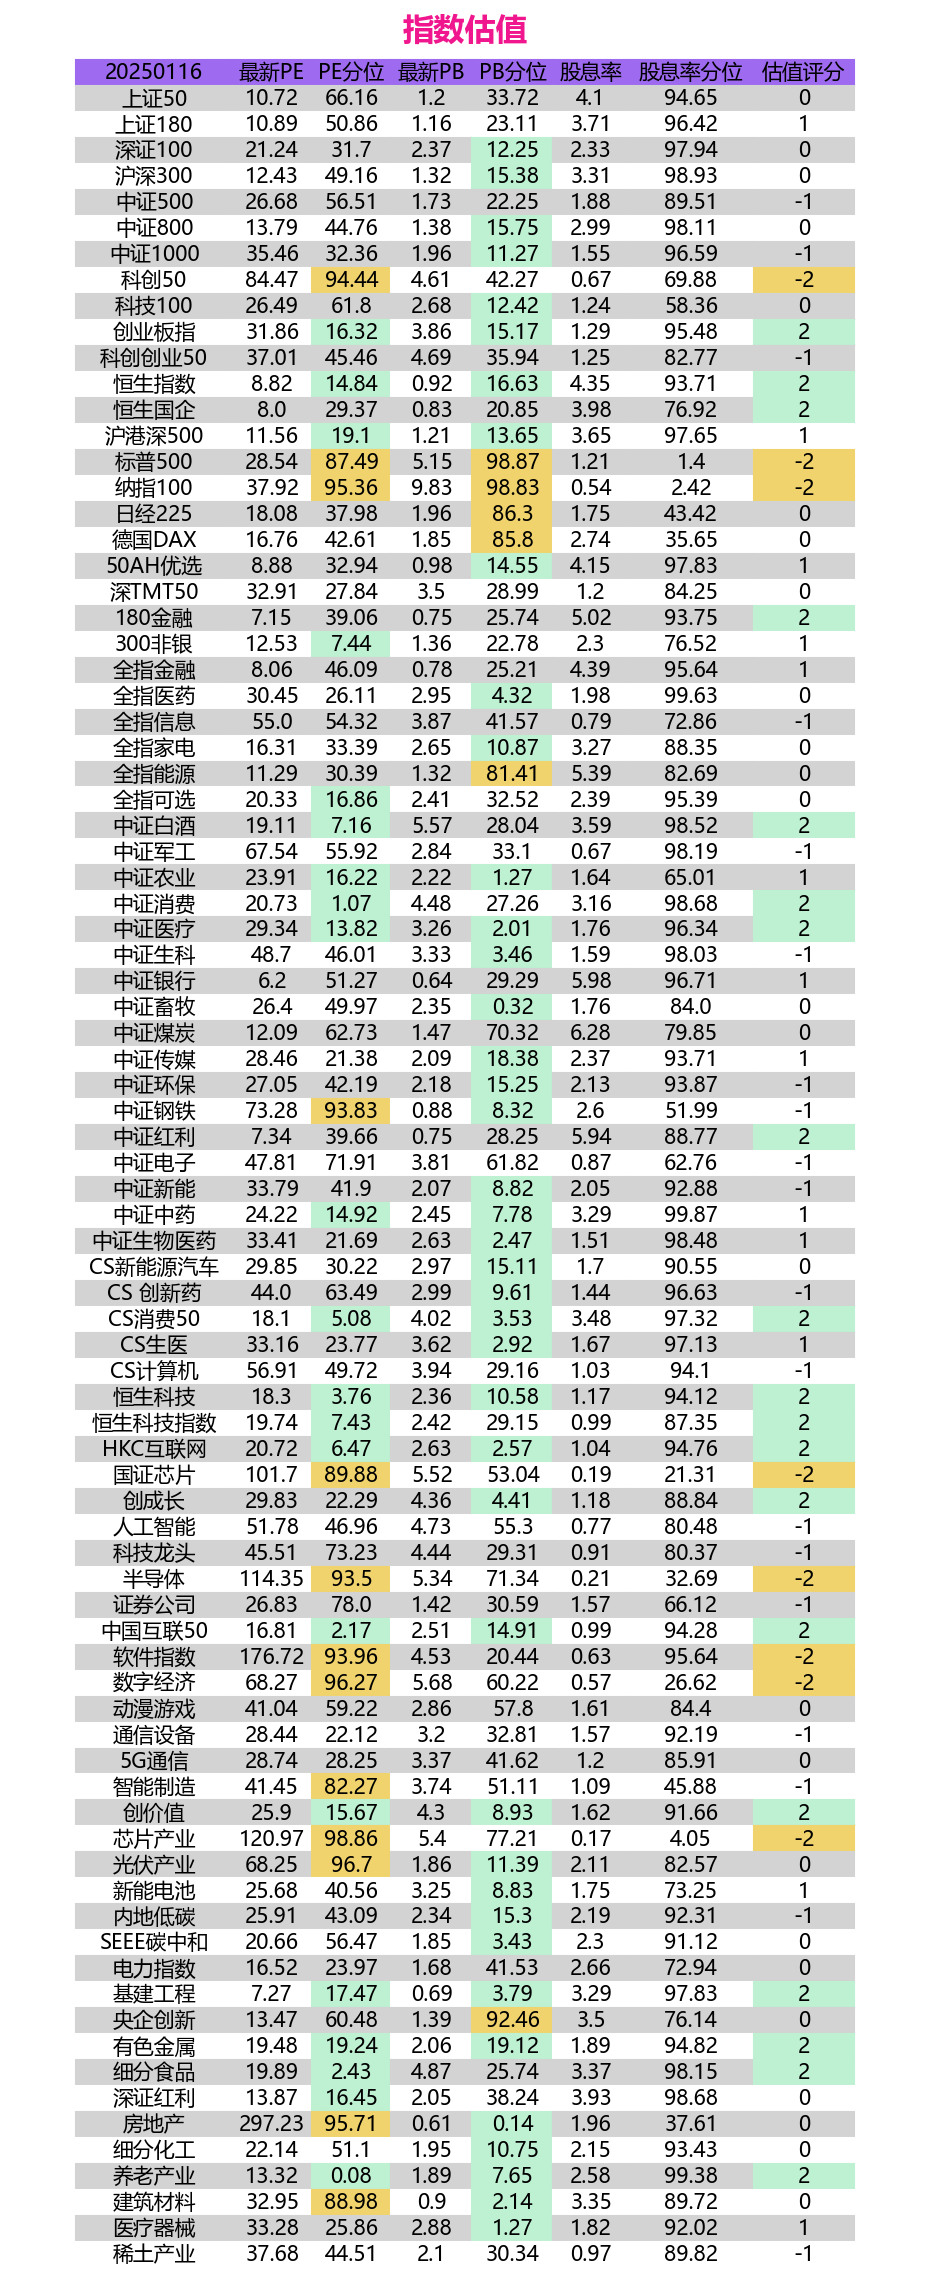 指数估值
20250116 最新PE PE分位 最新PB PB分位 股息率 股息率分位 估值评分
上证50 10.72 66.16 1.2 33.72 4.1 94.65 0
上证180 10.89 50.86 1.16 23.11 3.71 96.42 1
深证100 21.24 31.7 2.37 12.25 2.33 97.94 0
沪深300 12.43 49.16 1.32 15.38 3.31 98.93 0
中证500 26.68 56.51 1.73 22.25 1.88 89.51 -1
中证800 13.79 44.76 1.38 15.75 2.99 98.11 0
中证1000 35.46 32.36 1.96 11.27 1.55 96.59 -1
科创50 84.47 94.44 4.61 42.27 0.67 69.88 -2
科技100 26.49 61.8 2.68 12.42 1.24 58.36 0
创业板指 31.86 16.32 3.86 15.17 1.29 95.48 2
科创创业50 37.01 45.46 4.69 35.94 1.25 82.77 -1
恒生指数 8.82 14.84 0.92 16.63 4.35 93.71 2
恒生国企 8.0 29.37 0.83 20.85 3.98 76.92 2
沪港深500 11.56 19.1 1.21 13.65 3.65 97.65 1
标普500 28.54 87.49 5.15 98.87 1.21 1.4 -2
纳指100 37.92 95.36 9.83 98.83 0.54 2.42 -2
日经225 18.08 37.98 1.96 86.3 1.75 43.42 0
德国DAX 16.76 42.61 1.85 85.8 2.74 35.65 0
50AH优选 8.88 32.94 0.98 14.55 4.15 97.83 1
深TMT50 32.91 27.84 3.5 28.99 1.2 84.25 0
180金融 7.15 39.06 0.75 25.74 5.02 93.75 2
300非银 12.53 7.44 1.36 22.78 2.3 76.52 1
全指金融 8.06 46.09 0.78 25.21 4.39 95.64 1
全指医药 30.45 26.11 2.95 4.32 1.98 99.63 0
全指信息 55.0 54.32 3.87 41.57 0.79 72.86 -1
全指家电 16.31 33.39 2.65 10.87 3.27 88.35 0
全指能源 11.29 30.39 1.32 81.41 5.39 82.69 0
全指可选 20.33 16.86 2.41 32.52 2.39 95.39 0
中证白酒 19.11 7.16 5.57 28.04 3.59 98.52 2
中证军工 67.54 55.92 2.84 33.1 0.67 98.19 -1
中证农业 23.91 16.22 2.22 1.27 1.64 65.01 1
中证消费 20.73 1.07 4.48 27.26 3.16 98.68 2
中证医疗 29.34 13.82 3.26 2.01 1.76 96.34 2
中证生科 48.7 46.01 3.33 3.46 1.59 98.03 -1
中证银行 6.2 51.27 0.64 29.29 5.98 96.71 1
中证畜牧 26.4 49.97 2.35 0.32 1.76 84.0 0
中证煤炭 12.09 62.73 1.47 70.32 6.28 79.85 0
中证传媒 28.46 21.38 2.09 18.38 2.37 93.71 1
中证环保 27.05 42.19 2.18 15.25 2.13 93.87 -1
中证钢铁 73.28 93.83 0.88 8.32 2.6 51.99 -1
中证红利 7.34 39.66 0.75 28.25 5.94 88.77 2
中证电子 47.81 71.91 3.81 61.82 0.87 62.76 -1
中证新能 33.79 41.9 2.07 8.82 2.05 92.88 -1
中证中药 24.22 14.92 2.45 7.78 3.29 99.87 1
中证生物医药 33.41 21.69 2.63 2.47 1.51 98.48 1
CS新能源汽车 29.85 30.22 2.97 15.11 1.7 90.55 0
CS 创新药 44.0 63.49 2.99 9.61 1.44 96.63 -1
CS消费50 18.1 5.08 4.02 3.53 3.48 97.32 2
CS生医 33.16 23.77 3.62 2.92 1.67 97.13 1
CS计算机 56.91 49.72 3.94 29.16 1.03 94.1 -1
恒生科技 18.3 3.76 2.36 10.58 1.17 94.12 2
恒生科技指数 19.74 7.43 2.42 29.15 0.99 87.35 2
HKC互联网 20.72 6.47 2.63 2.57 1.04 94.76 2
国证芯片 101.7 89.88 5.52 53.04 0.19 21.31 -2
创成长 29.83 22.29 4.36 4.41 1.18 88.84 2
人工智能 51.78 46.96 4.73 55.3 0.77 80.48 -1
科技龙头 45.51 73.23 4.44 29.31 0.91 80.37 -1
半导体 114.35 93.5 5.34 71.34 0.21 32.69 -2
证券公司 26.83 78.0 1.42 30.59 1.57 66.12 -1
中国互联50 16.81 2.17 2.51 14.91 0.99 94.28 2
软件指数 176.72 93.96 4.53 20.44 0.63 95.64 -2
数字经济 68.27 96.27 5.68 60.22 0.57 26.62 -2
动漫游戏 41.04 59.22 2.86 57.8 1.61 84.4 0
通信设备 28.44 22.12 3.2 32.81 1.57 92.19 -1
5G通信 28.74 28.25 3.37 41.62 1.2 85.91 0
智能制造 41.45 82.27 3.74 51.11 1.09 45.88 -1
创价值 25.9 15.67 4.3 8.93 1.62 91.66 2
芯片产业 120.97 98.86 5.4 77.21 0.17 4.05 -2
光伏产业 68.25 96.7 1.86 11.39 2.11 82.57 0
新能电池 25.68 40.56 3.25 8.83 1.75 73.25 1
内地低碳 25.91 43.09 2.34 15.3 2.19 92.31 -1
SEEE碳中和 20.66 56.47 1.85 3.43 2.3 91.12 0
电力指数 16.52 23.97 1.68 41.53 2.66 72.94 0
基建工程 7.27 17.47 0.69 3.79 3.29 97.83 2
央企创新 13.47 60.48 1.39 92.46 3.5 76.14 0
有色金属 19.48 19.24 2.06 19.12 1.89 94.82 2
细分食品 19.89 2.43 4.87 25.74 3.37 98.15 2
深证红利 13.87 16.45 2.05 38.24 3.93 98.68 0
房地产 297.23 95.71 0.61 0.14 1.96 37.61 0
细分化工 22.14 51.1 1.95 10.75 2.15 93.43 0
养老产业 13.32 0.08 1.89 7.65 2.58 99.38 2
建筑材料 32.95 88.98 0.9 2.14 3.35 89.72 0
医疗器械 33.28 25.86 2.88 1.27 1.82 92.02 1
稀土产业 37.68 44.51 2.1 30.34 0.97 89.82 -1